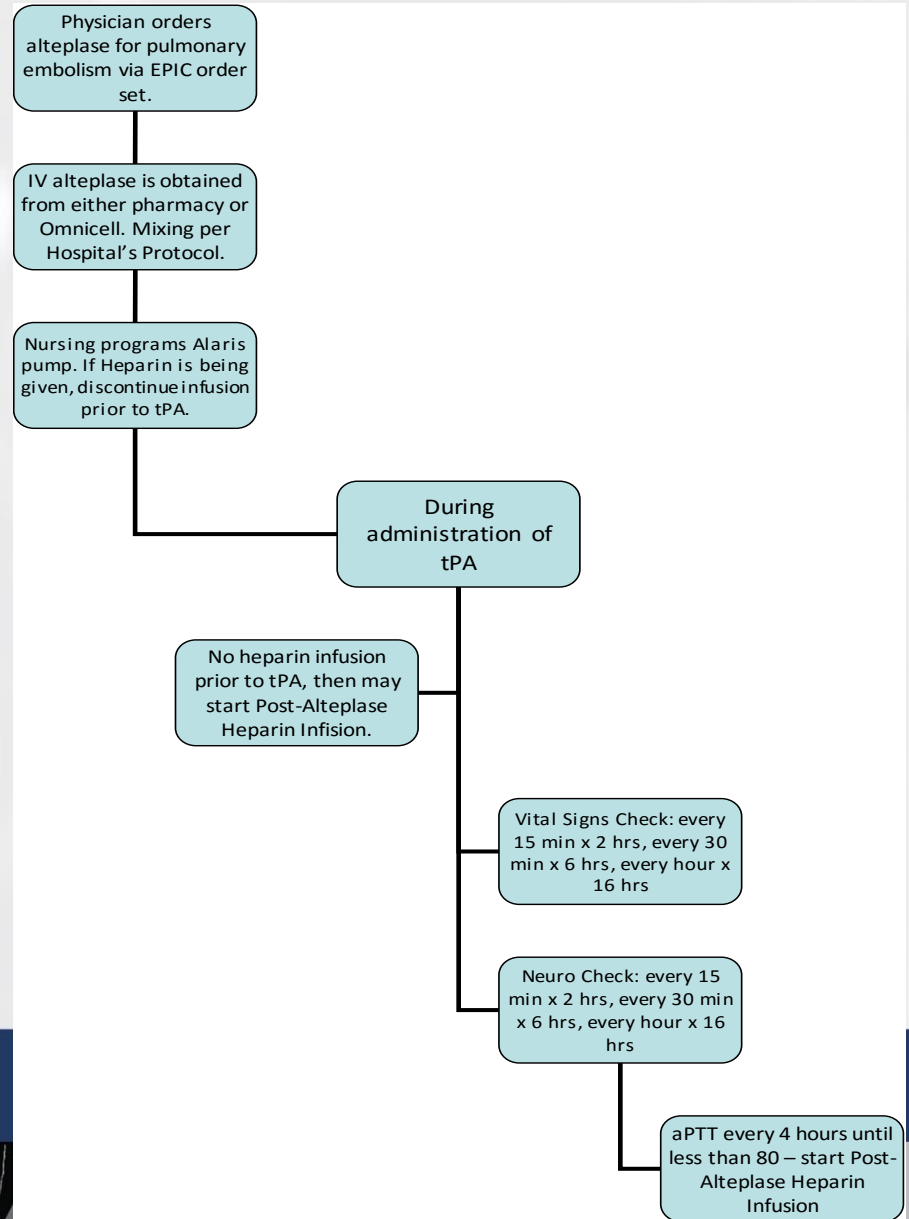 Physician orders
alteplase for pulmonary
embolism via EPIC order
set.
IV alteplase is obtained
from either pharmacy or
Omnicell. Mixing per
Hospital's Protocol.
Nursing programs Alaris
pump. If Heparin is being
given, discontinue infusion
prior to tPA.
During
administration of
tPA
No heparin infusion
prior to tPA, then may
start Post-Alteplase
Heparin Infision.
Vital Signs Check: every
15 min x 2 hrs, every 30
min x 6 hrs, every hour x
16 hrs
Neuro Check: every 15
min x 2 hrs, every 30 min
x 6 hrs, every hour x 16
hrs
aPTT every 4 hours until
less than 80 – start Post-
Alteplase Heparin
Infusion